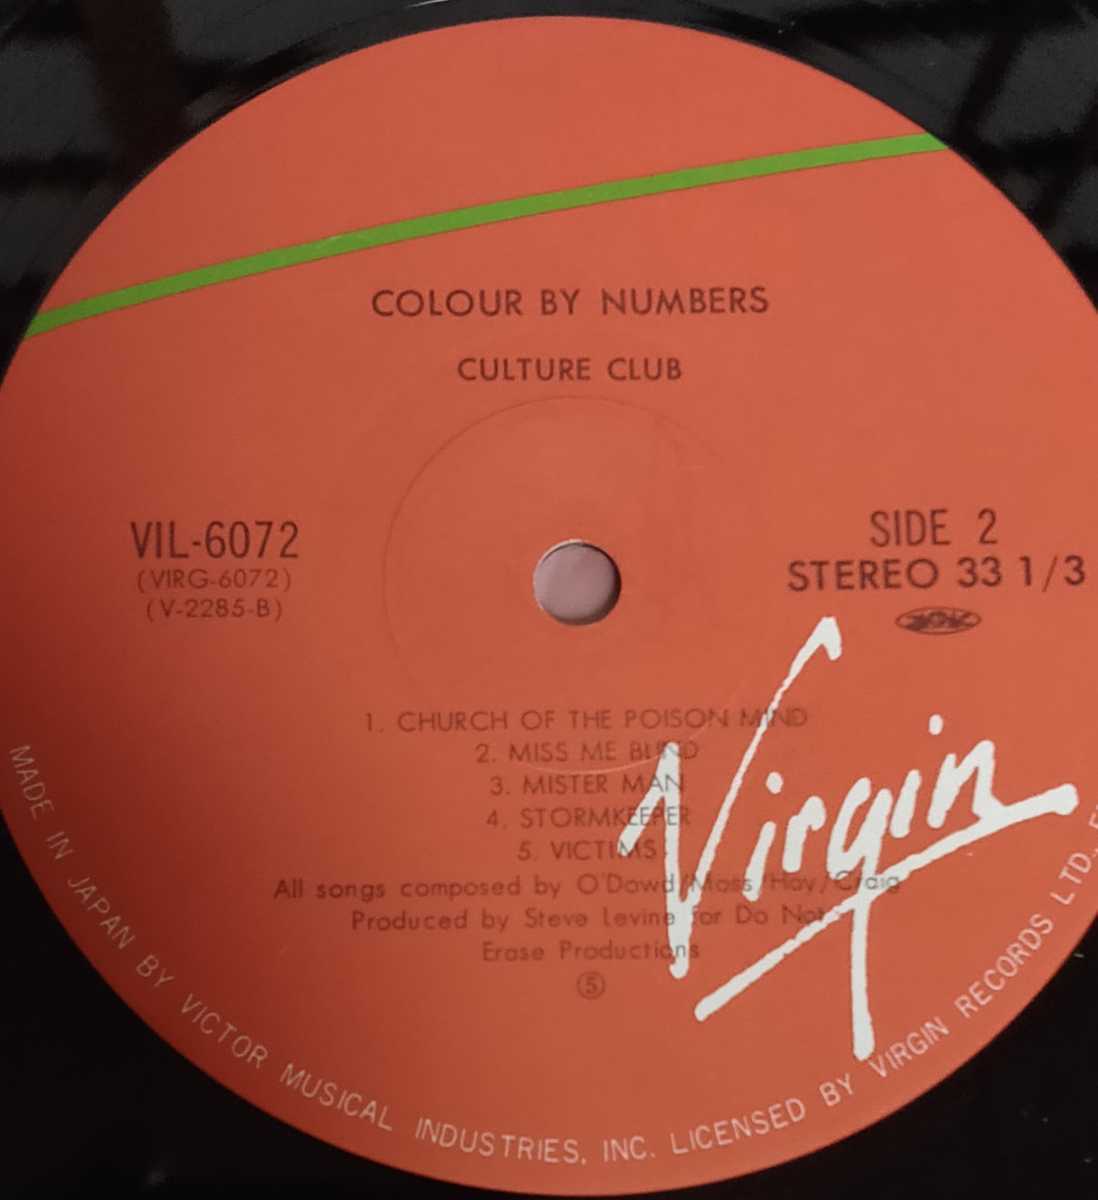 COLOUR BY NUMBERS
CULTURE CLUB
VIL-6072
(VIRG-6072)
(V-2285-B)
SIDE 2
STEREO 33 1/3
1. CHURCH OF THE POISON MIND
2. MISS ME BLIND
3. MISTER MAN
4. STORMKEEPER
5. VICTIMS
All songs composed by O'Dowd/Moss/Hay/Craig
Produced by Steve Levine for Do Not
Erase Productions
⑤
Virgin
MADE IN JAPAN BY VICTOR MUSICAL INDUSTRIES, INC. LICENSED BY VIRGIN RECORDS LTD.,